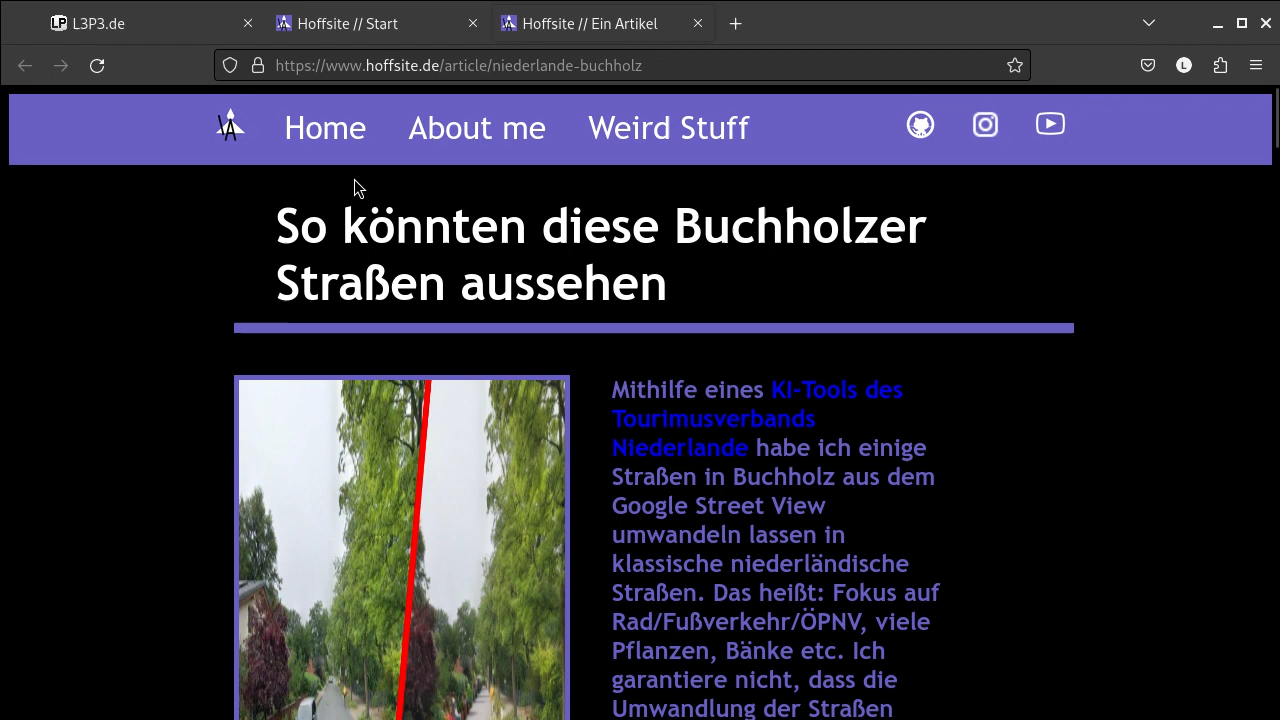 L3P3.de
Hoffsite // Start
Hoffsite // Ein Artikel
https://www.hoffsite.de/article/niederlande-buchholz
L
Home About me Weird Stuff
So könnten diese Buchholzer
Straßen aussehen
Mithilfe eines KI-Tools des
Tourimusverbands
Niederlande habe ich einige
Straßen in Buchholz aus dem
Google Street View
umwandeln lassen in
klassische niederländische
Straßen. Das heißt: Fokus auf
Rad/Fußverkehr/ÖPNV, viele
Pflanzen, Bänke etc. Ich
garantiere nicht, dass die
Umwandlung der Straßen